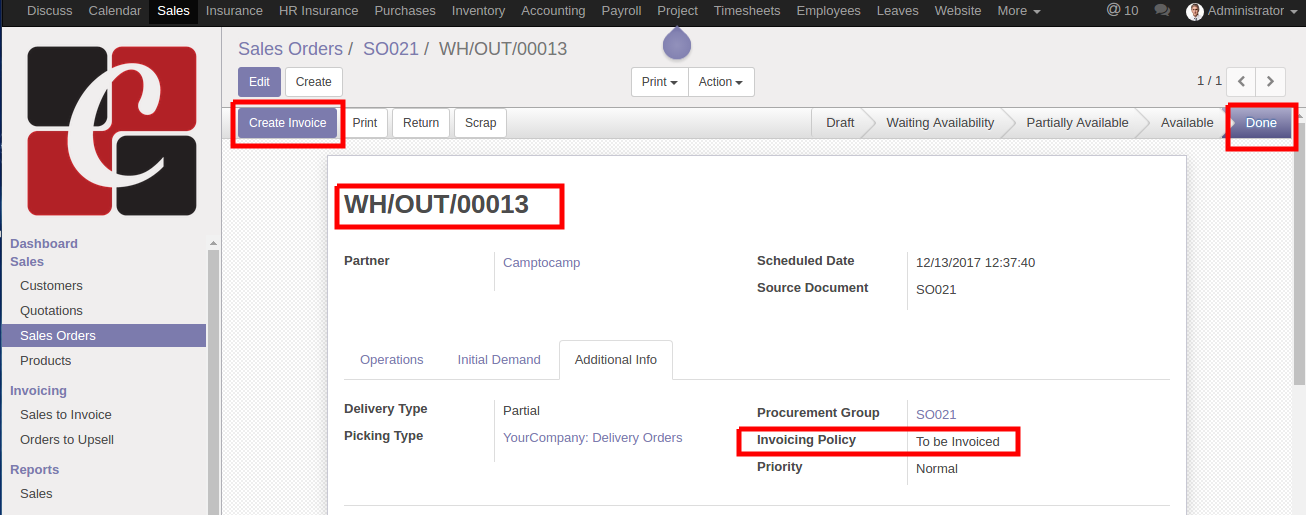 Discuss Calendar Sales Insurance HR Insurance Purchases Inventory Accounting Payroll Project Timesheets Employees Leaves Website More @ 10 Administrator
Sales Orders / SO021 / WH/OUT/00013
Edit Create Print Action 1 / 1
Create Invoice Print Return Scrap Draft Waiting Availability Partially Available Available Done
C
WH/OUT/00013
Dashboard
Sales
Customers
Quotations
Sales Orders
Products
Invoicing
Sales to Invoice
Orders to Upsell
Reports
Sales
Partner Camptocamp Scheduled Date 12/13/2017 12:37:40
Source Document SO021
Operations Initial Demand Additional Info
Delivery Type Partial Procurement Group SO021
Picking Type YourCompany: Delivery Orders Invoicing Policy To be Invoiced
Priority Normal